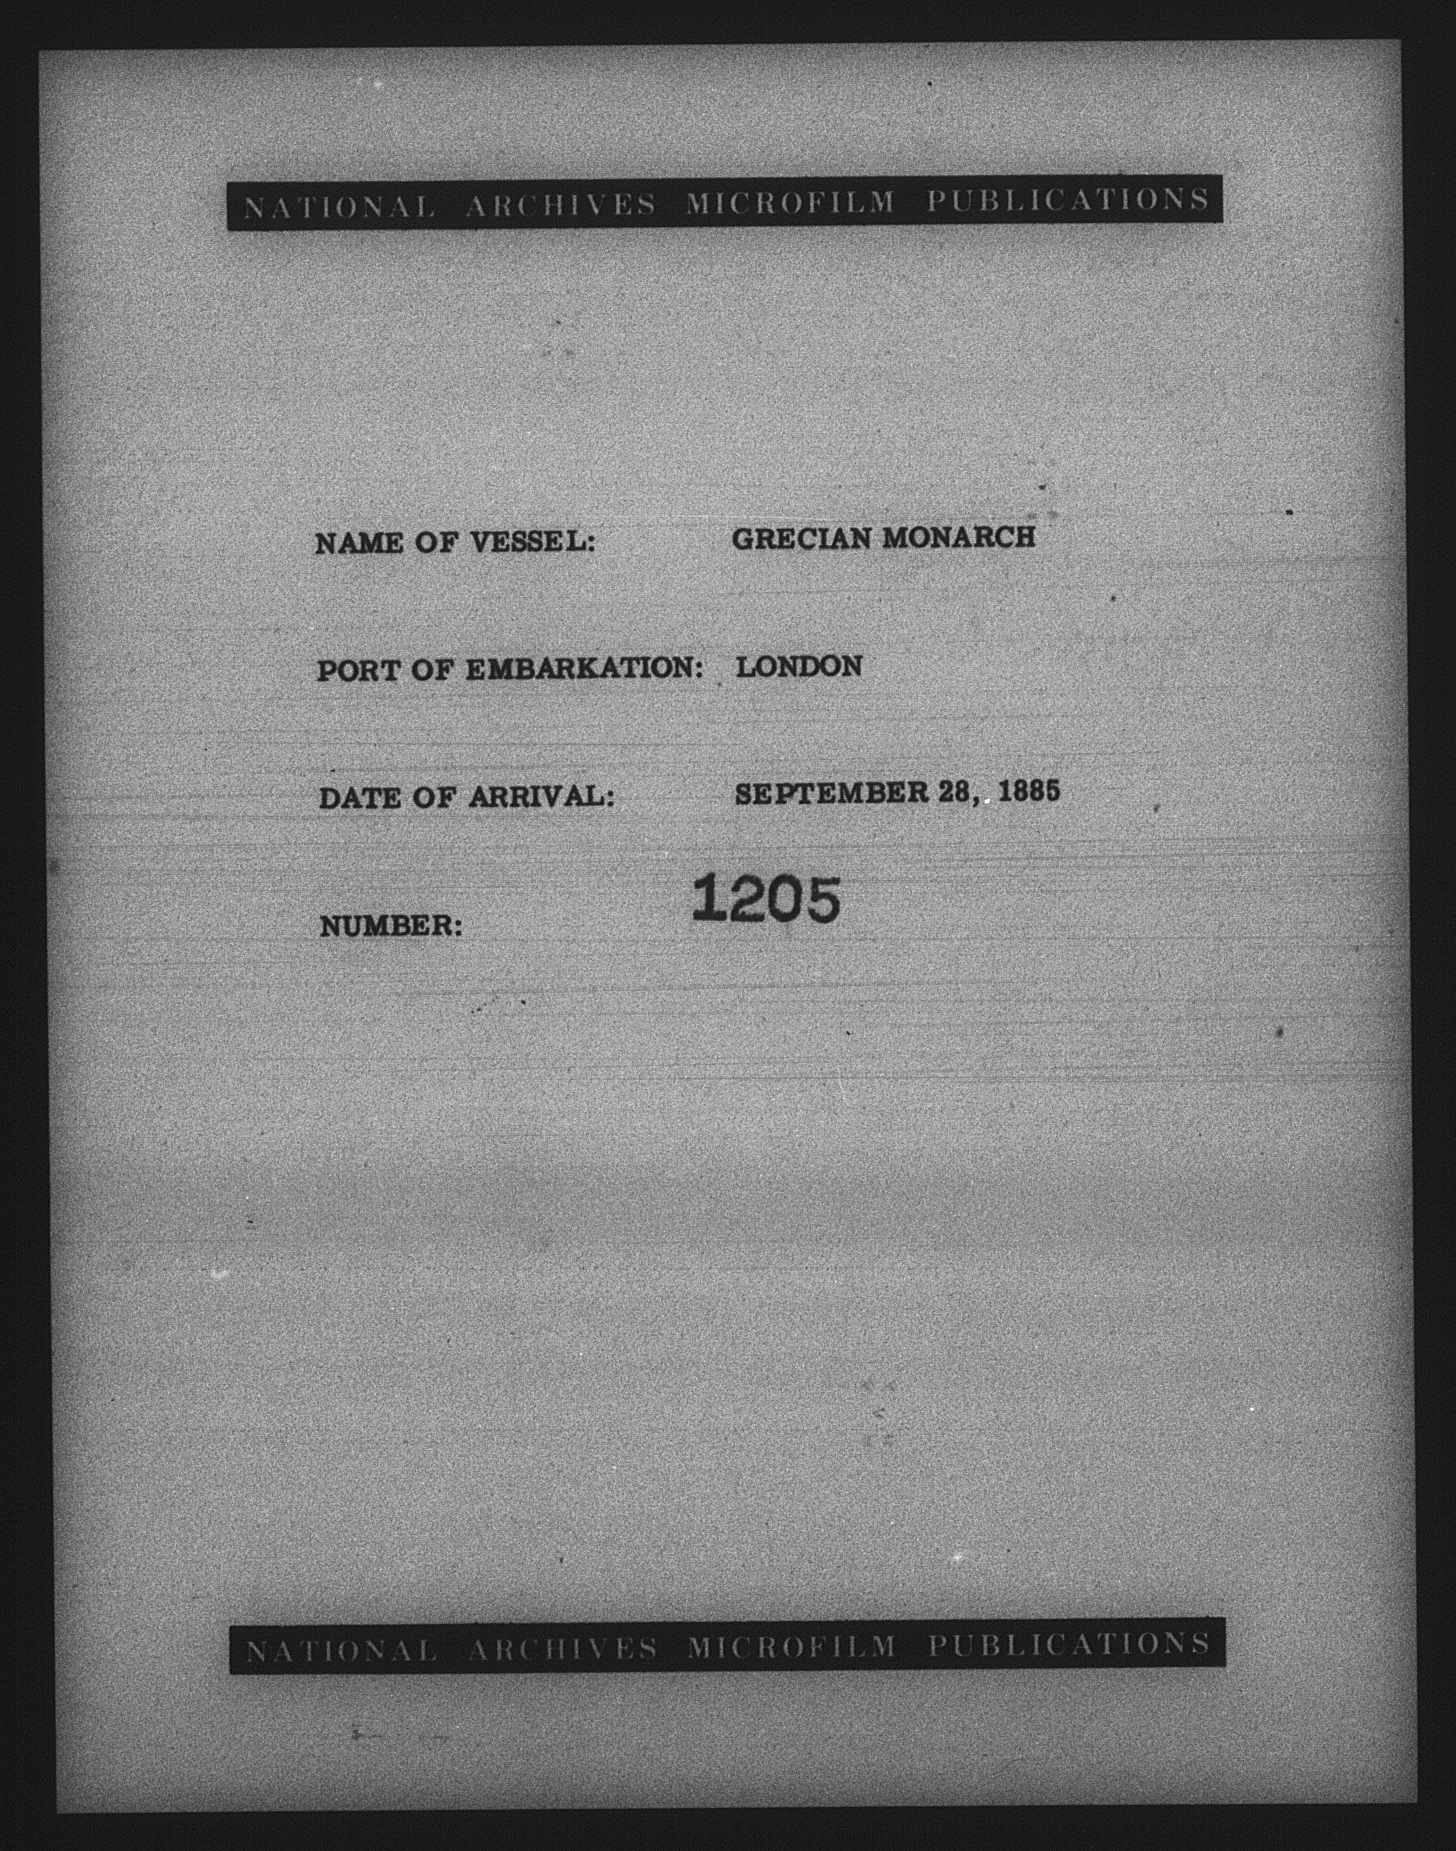 NATIONAL ARCHIVES MICROFILM PUBLICATIONS
NAME OF VESSEL: GRECIAN MONARCH
PORT OF EMBARKATION: LONDON
DATE OF ARRIVAL: SEPTEMBER 28, 1885
NUMBER: 1205
NATIONAL ARCHIVES MICROFILM PUBLICATIONS